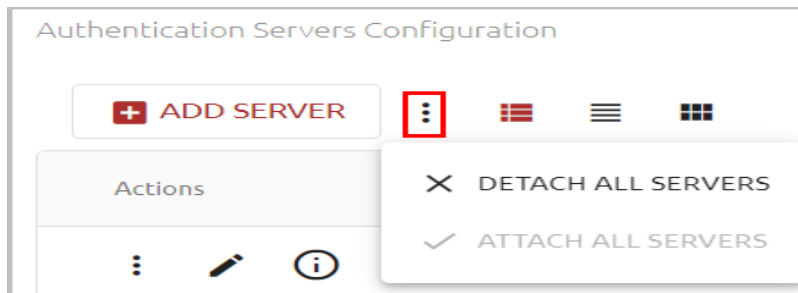 Authentication Servers Configuration
ADD SERVER
DETACH ALL SERVERS
Actions
ATTACH ALL SERVERS